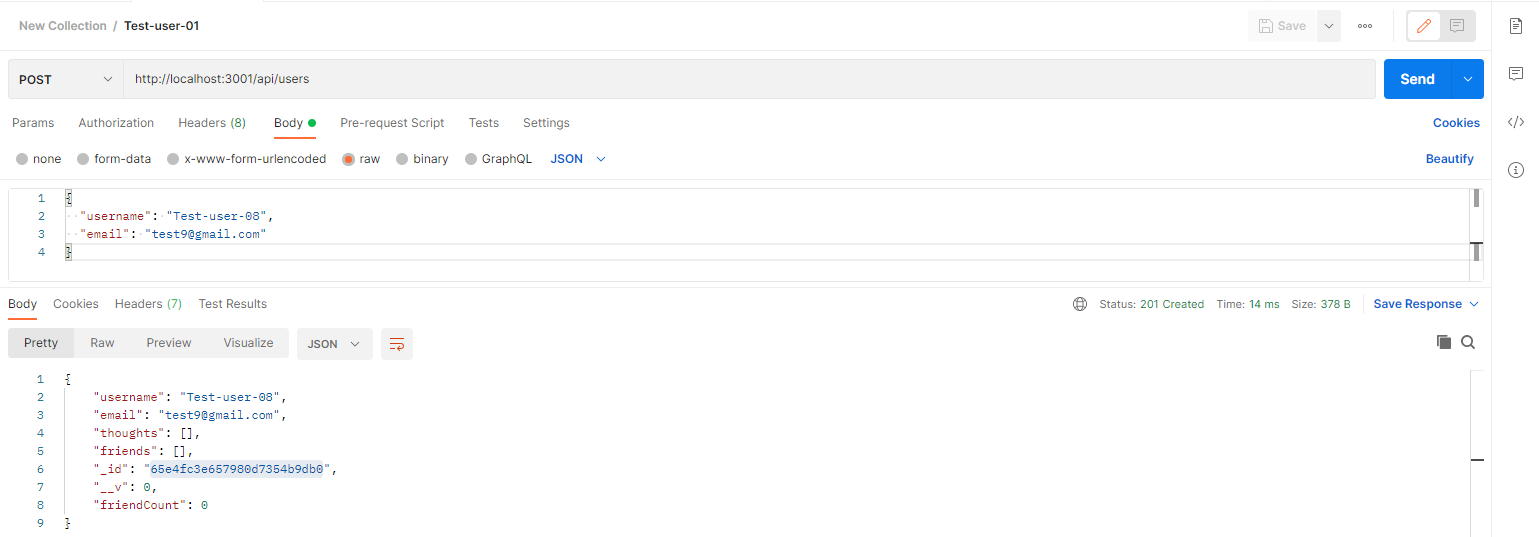 New Collection / Test-user-01
Save
POST http://localhost:3001/api/users Send
Params Authorization Headers (8) Body Pre-request Script Tests Settings Cookies
none form-data x-www-form-urlencoded raw binary GraphQL JSON Beautify
1 {
2 "username": "Test-user-08",
3 "email": "test9@gmail.com"
4 }
Body Cookies Headers (7) Test Results Status: 201 Created Time: 14 ms Size: 378 B Save Response
Pretty Raw Preview Visualize JSON
1 {
2 "username": "Test-user-08",
3 "email": "test9@gmail.com",
4 "thoughts": [],
5 "friends": [],
6 "_id": "65e4fc3e657980d7354b9db0",
7 "__v": 0,
8 "friendCount": 0
9 }